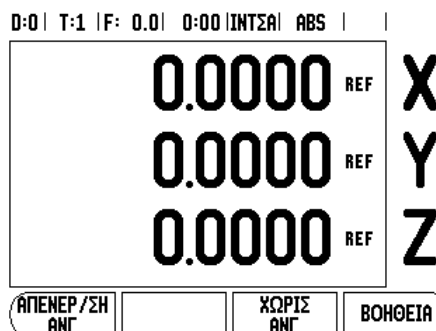 D:0 | T:1 | F: 0.0 | 0:00 | ΙΝΤΣΑ | ABS | |
0.0000 REF X
0.0000 REF Y
0.0000 REF Z
ΑΠΕΝΕΡ/ΣΗ ΑΝΓ
ΧΩΡΙΣ ΑΝΓ
ΒΟΗΘΕΙΑ